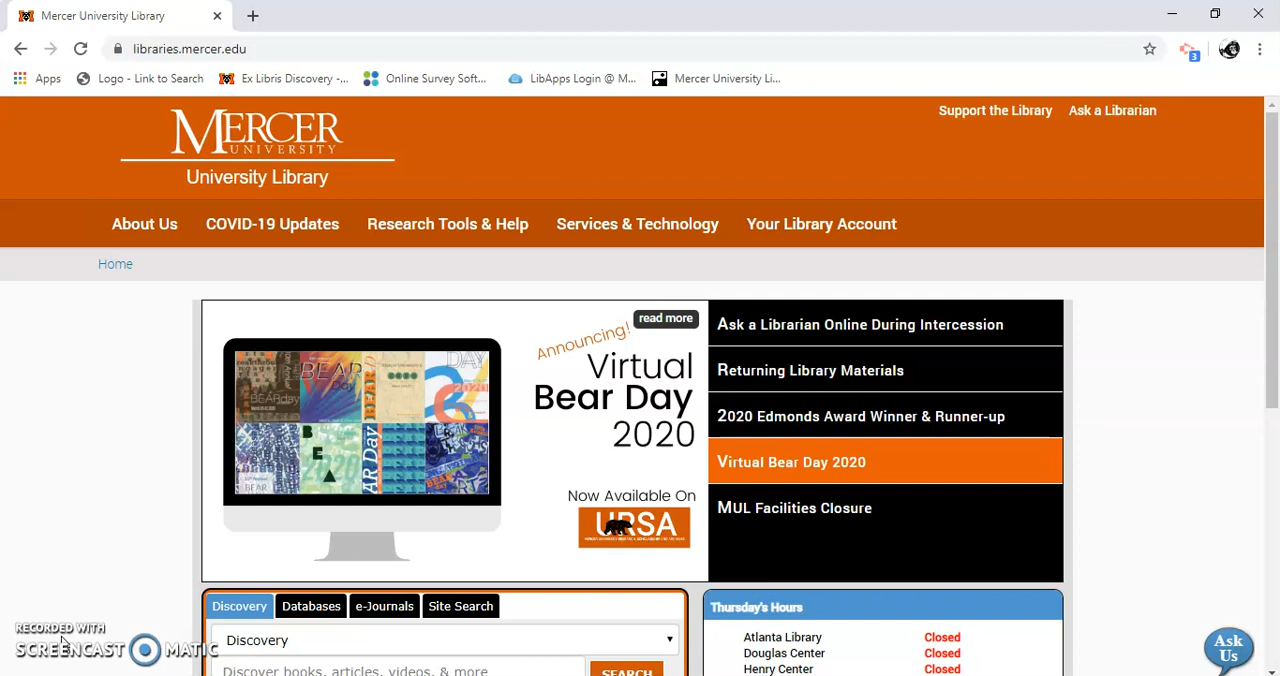 Mercer University Library
libraries.mercer.edu
3
Apps
Logo - Link to Search
Ex Libris Discovery -...
Online Survey Soft...
LibApps Login @ M...
Mercer University Li...
Support the Library
Ask a Librarian
MERCER
UNIVERSITY
University Library
About Us
COVID-19 Updates
Research Tools & Help
Services & Technology
Your Library Account
Home
read more
Announcing!
Virtual
Bear Day
2020
Now Available On
URSA
Ask a Librarian Online During Intercession
Returning Library Materials
2020 Edmonds Award Winner & Runner-up
Virtual Bear Day 2020
MUL Facilities Closure
Discovery
Databases
e-Journals
Site Search
Discovery
Discover books, articles, videos, & more
SEARCH
Thursday's Hours
Atlanta Library Closed
Douglas Center Closed
Henry Center Closed
Ask
Us
RECORDED WITH
SCREENCAST MATIC